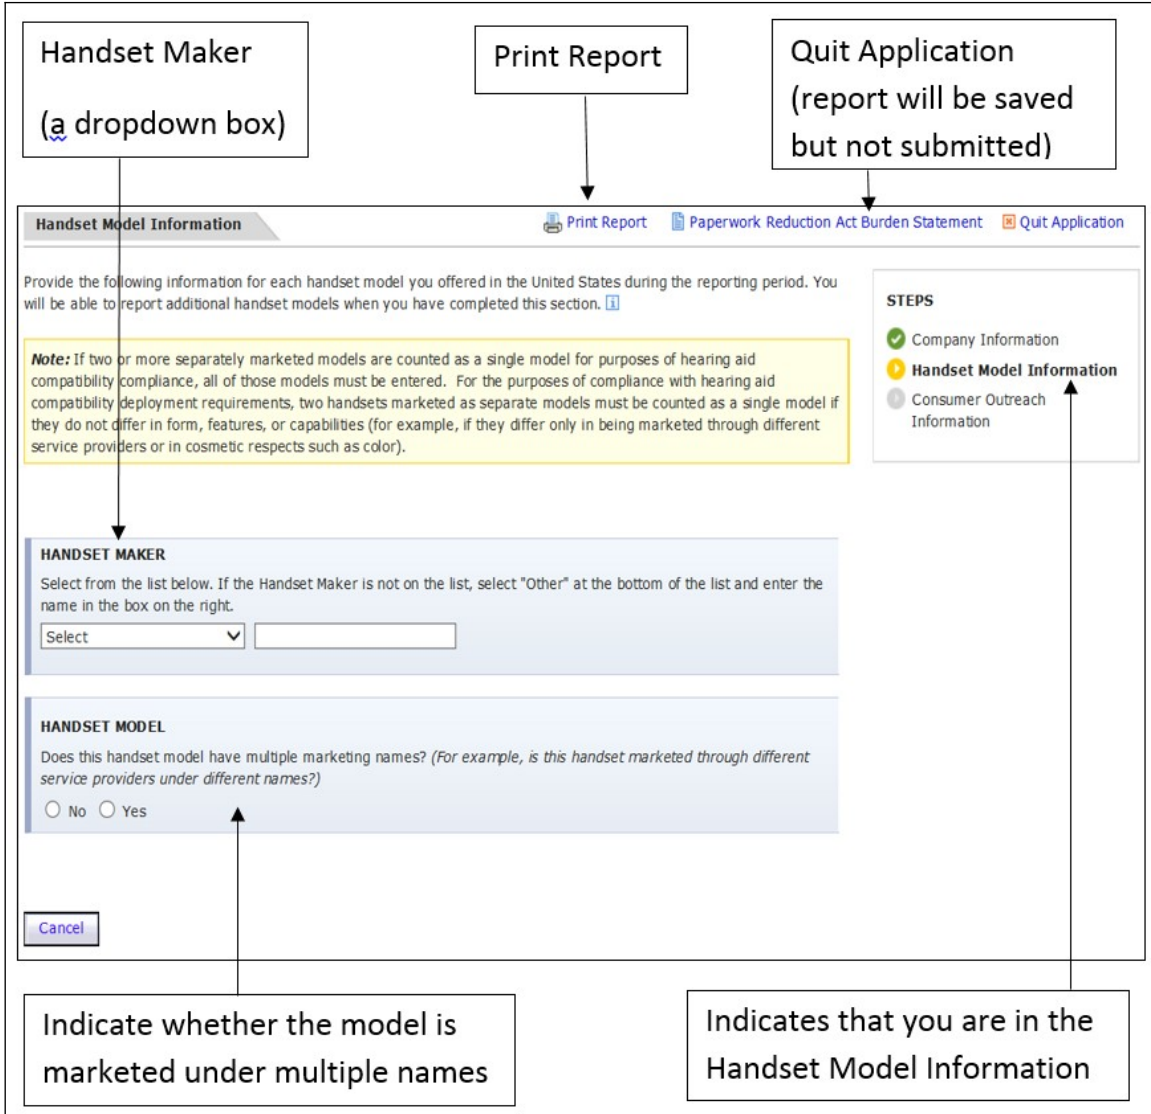 Handset Maker
(a dropdown box)
Print Report
Quit Application
(report will be saved
but not submitted)
Handset Model Information
Print Report
Paperwork Reduction Act Burden Statement
Quit Application
Provide the following information for each handset model you offered in the United States during the reporting period. You
will be able to report additional handset models when you have completed this section.
Note: If two or more separately marketed models are counted as a single model for purposes of hearing aid
compatibility compliance, all of those models must be entered.  For the purposes of compliance with hearing aid
compatibility deployment requirements, two handsets marketed as separate models must be counted as a single model if
they do not differ in form, features, or capabilities (for example, if they differ only in being marketed through different
service providers or in cosmetic respects such as color).
STEPS
Company Information
Handset Model Information
Consumer Outreach
Information
HANDSET MAKER
Select from the list below. If the Handset Maker is not on the list, select "Other" at the bottom of the list and enter the
name in the box on the right.
Select
HANDSET MODEL
Does this handset model have multiple marketing names? (For example, is this handset marketed through different
service providers under different names?)
No Yes
Cancel
Indicate whether the model is
marketed under multiple names
Indicates that you are in the
Handset Model Information